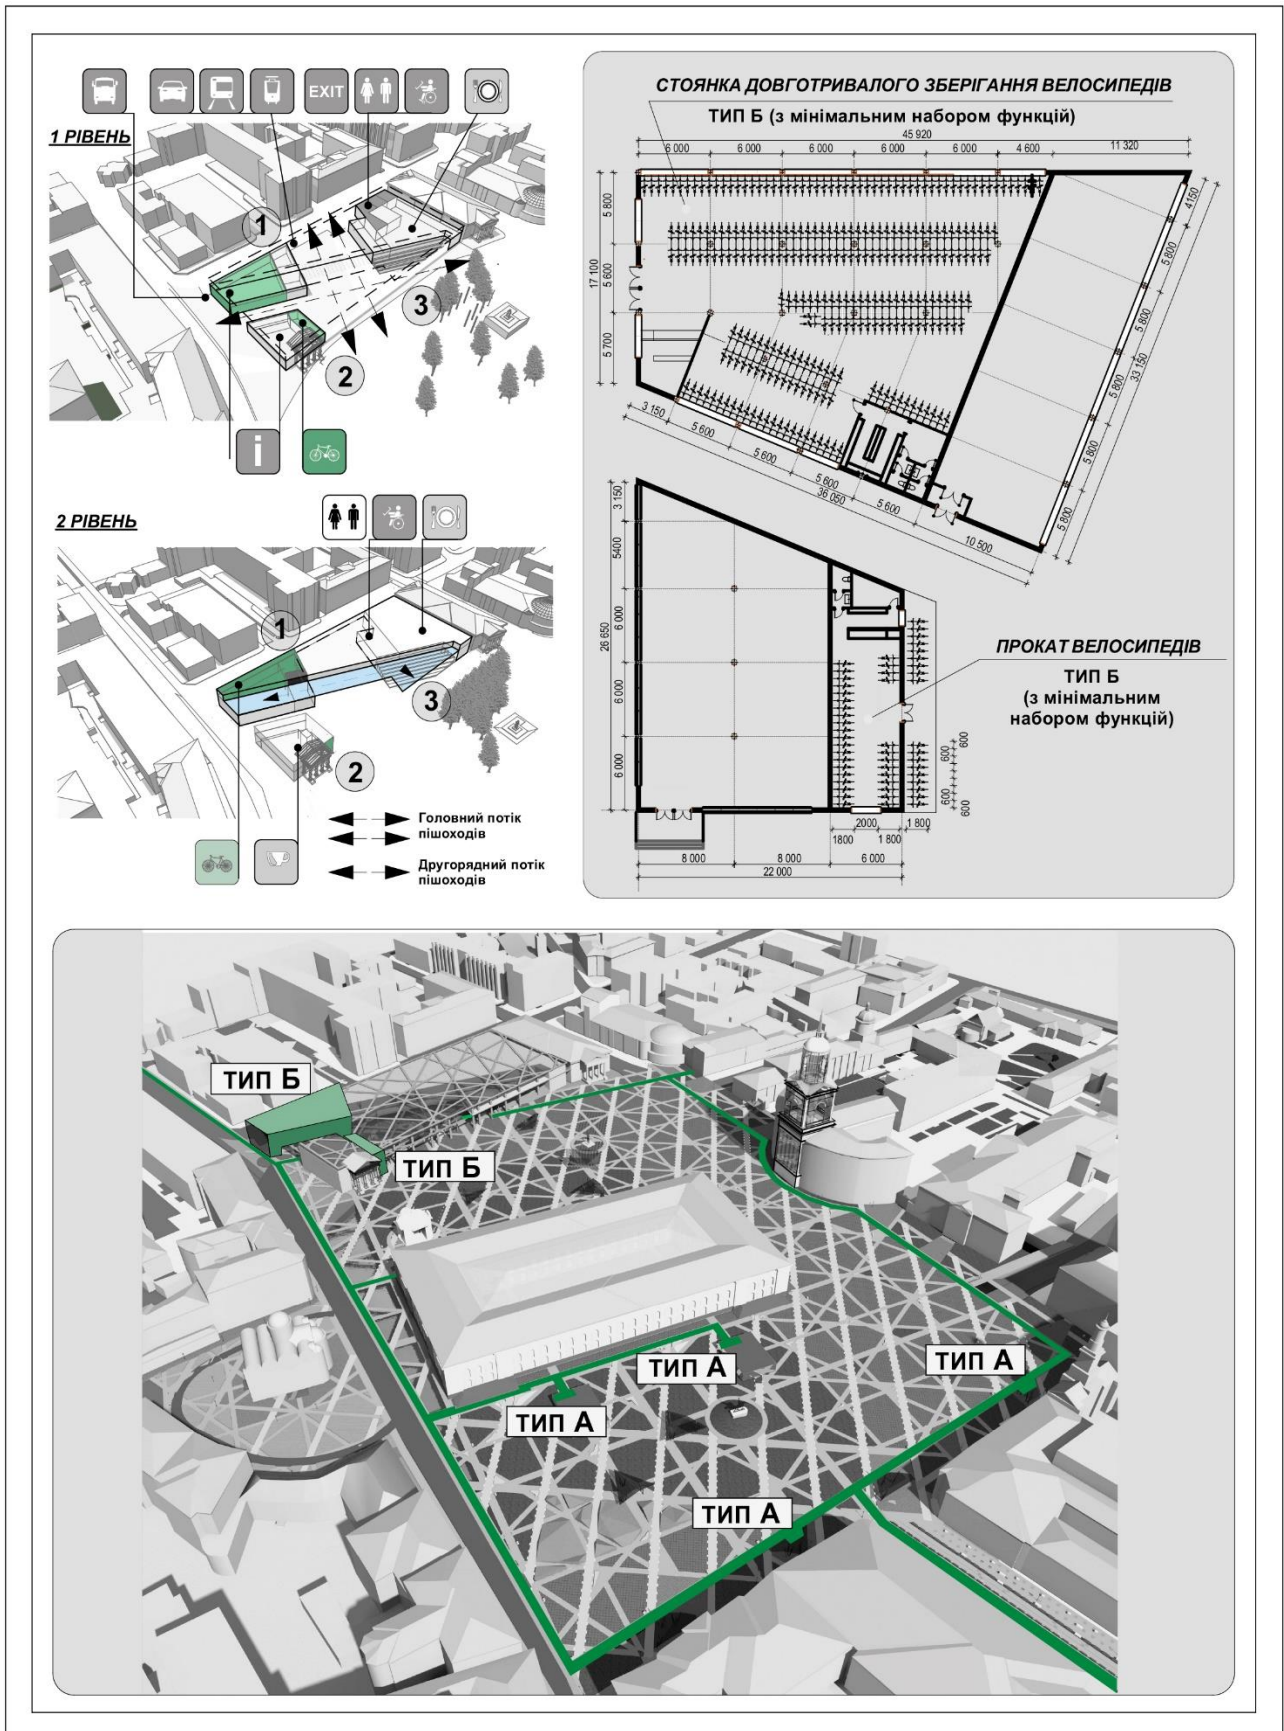 EXIT
1 РІВЕНЬ
1
3
2
i
2 РІВЕНЬ
1
3
2
Головний потік
пішоходів
Другорядний потік
пішоходів
СТОЯНКА ДОВГОТРИВАЛОГО ЗБЕРІГАННЯ ВЕЛОСИПЕДІВ
ТИП Б (з мінімальним набором функцій)
45 920
6 000
6 000
6 000
6 000
6 000
4 600
11 320
5 800
5 600
5 700
17 100
4150
5 800
5 800
5 800
5 800
5 800
33 150
3 150
5 600
5 600
5 600
5 600
10 500
36 050
3 150
5400
6 000
6 000
6 000
26 650
ПРОКАТ ВЕЛОСИПЕДІВ
ТИП Б
(з мінімальним
набором функцій)
600
600
600
600
2000
1800
1 800
1 800
8 000
8 000
6 000
22 000
ТИП Б
ТИП Б
ТИП А
ТИП А
ТИП А
ТИП А